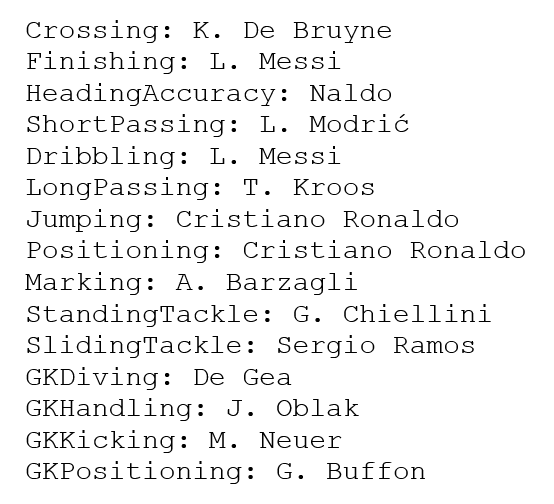 Crossing: K. De Bruyne
Finishing: L. Messi
HeadingAccuracy: Naldo
ShortPassing: L. Modrić
Dribbling: L. Messi
LongPassing: T. Kroos
Jumping: Cristiano Ronaldo
Positioning: Cristiano Ronaldo
Marking: A. Barzagli
StandingTackle: G. Chiellini
SlidingTackle: Sergio Ramos
GKDiving: De Gea
GKHandling: J. Oblak
GKKicking: M. Neuer
GKPositioning: G. Buffon